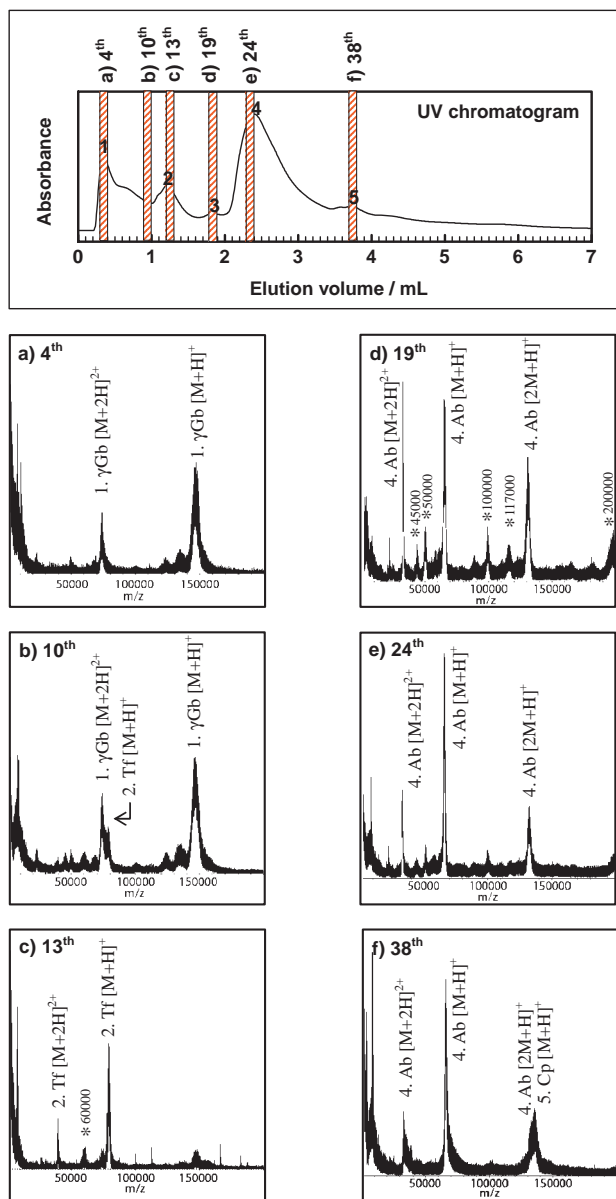 a) 4th
b) 10th
c) 13th
d) 19th
e) 24th
f) 38th
UV chromatogram
Absorbance
1
2
3
4
5
0 1 2 3 4 5 6 7
Elution volume / mL
a) 4th
1. γGb [M+2H]2+
1. γGb [M+H]+
50000 100000 150000
m/z
b) 10th
1. γGb [M+2H]2+
2. Tf [M+H]+
1. γGb [M+H]+
50000 100000 150000
m/z
c) 13th
2. Tf [M+2H]2+
*60000
2. Tf [M+H]+
50000 100000 150000
m/z
d) 19th
4. Ab [M+2H]2+
*45000
*50000
4. Ab [M+H]+
*100000
*117000
4. Ab [2M+H]+
*200000
50000 100000 150000
m/z
e) 24th
4. Ab [M+2H]2+
4. Ab [M+H]+
4. Ab [2M+H]+
50000 100000 150000
m/z
f) 38th
4. Ab [M+2H]2+
4. Ab [M+H]+
4. Ab [2M+H]+
5. Cp [M+H]+
50000 100000 150000
m/z